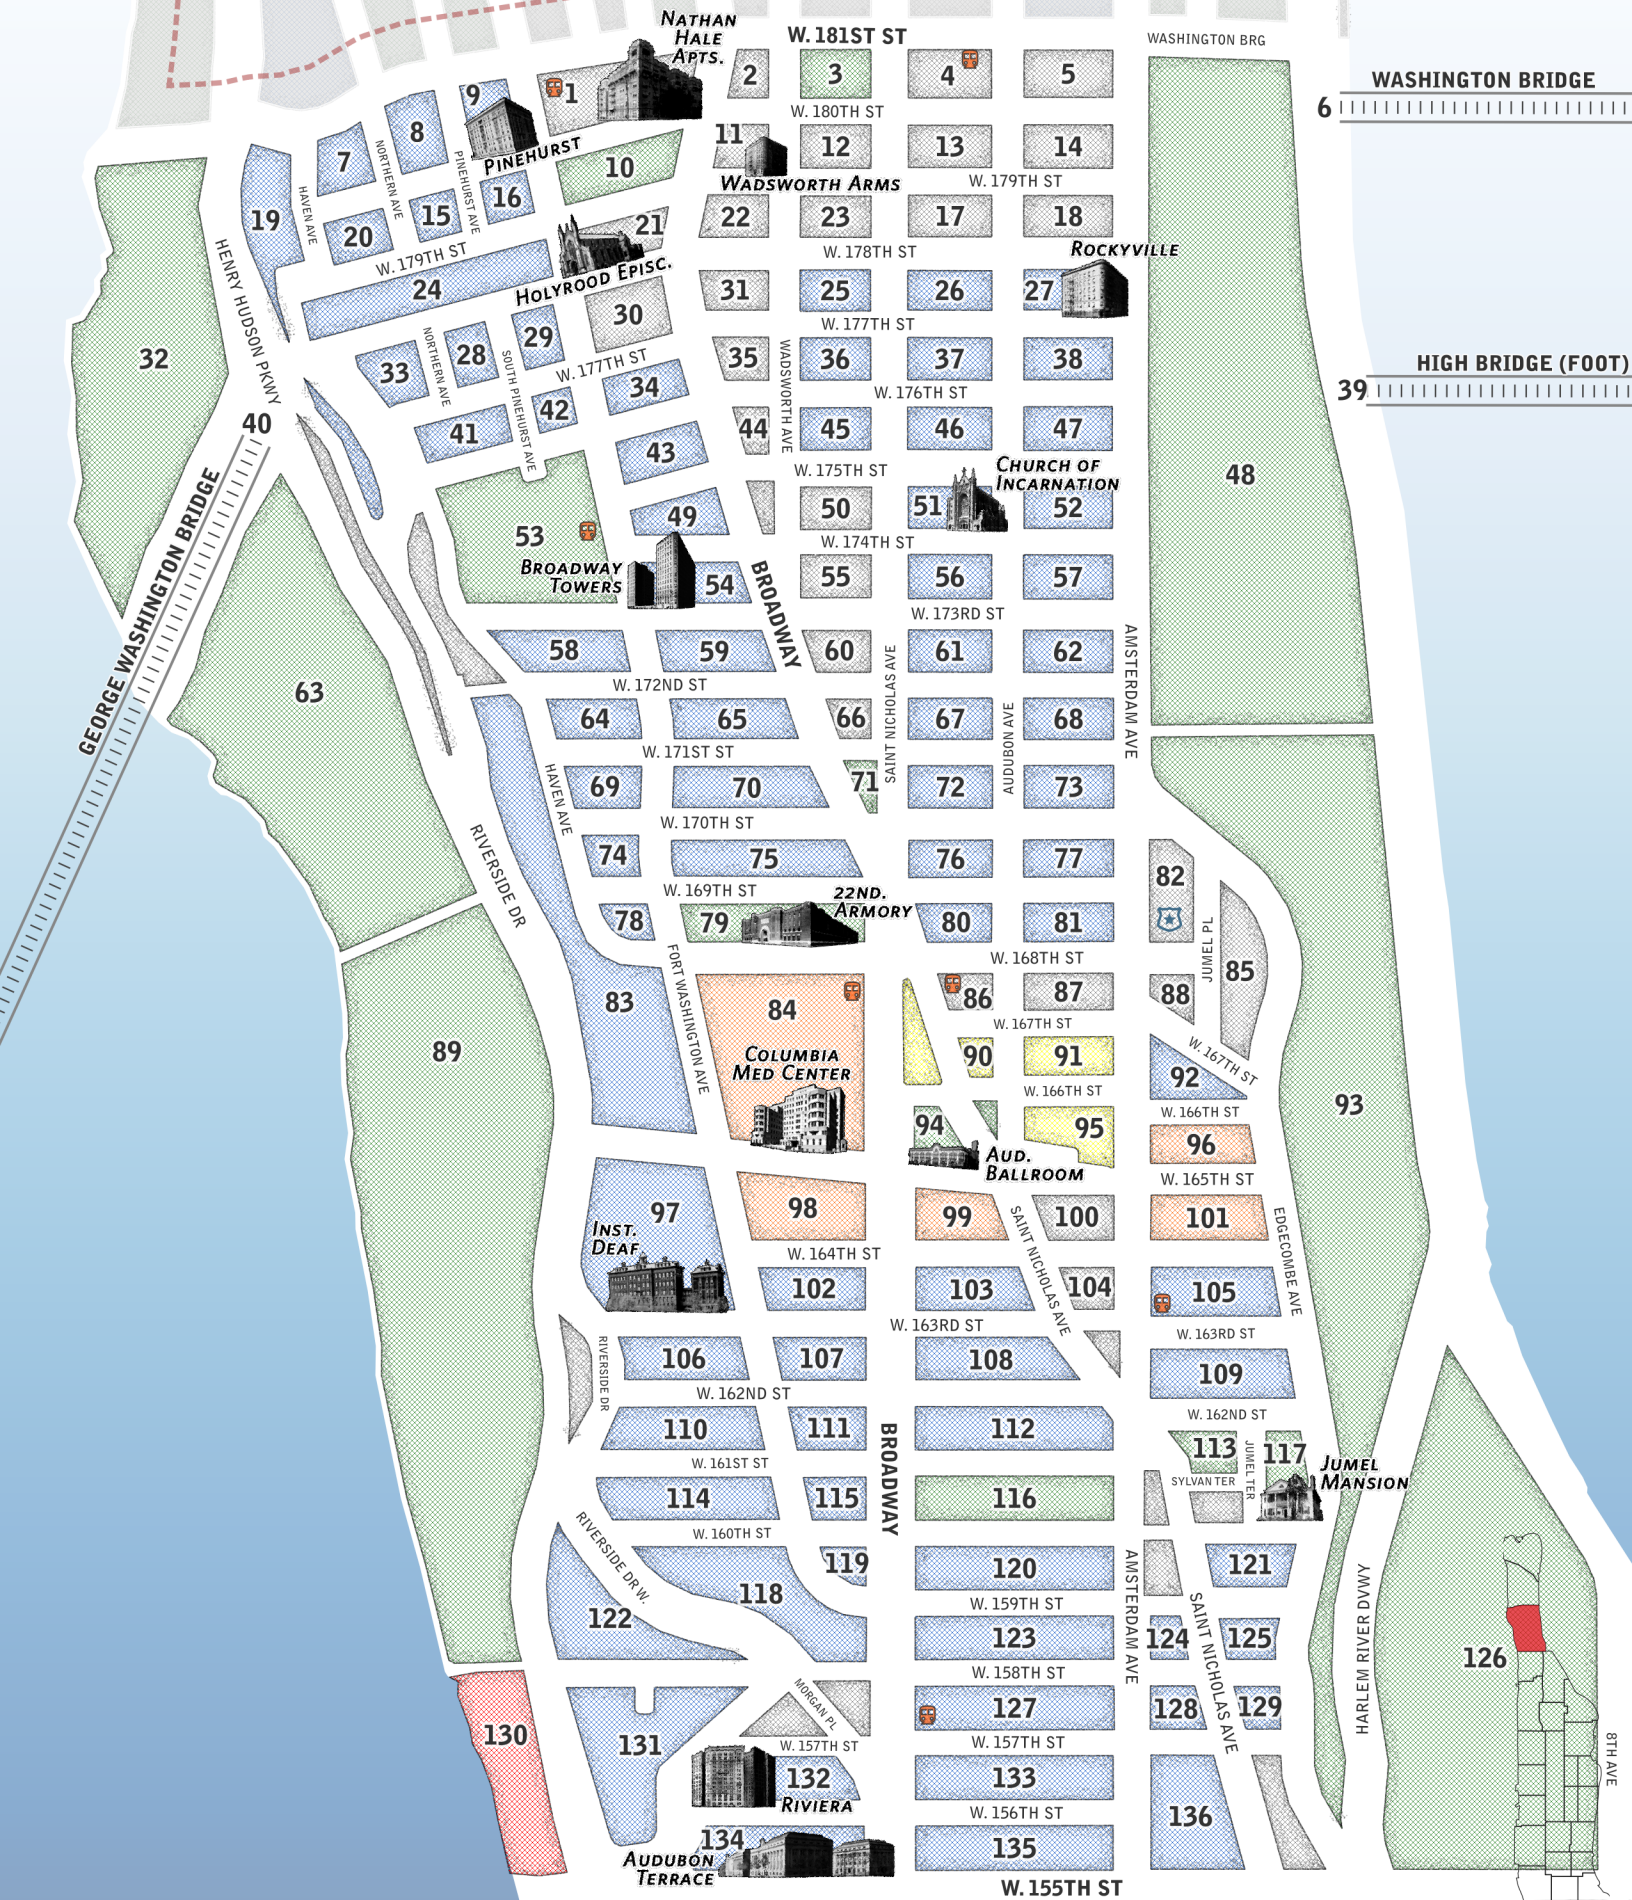 NATHAN
HALE
APTS.
W. 181ST ST
WASHINGTON BRG
WASHINGTON BRIDGE
1
2
3
4
5
6
W. 180TH ST
7
8
9
PINEHURST
10
11
12
13
14
WADSWORTH ARMS
W. 179TH ST
NORTHERN AVE
PINEHURST AVE
HAVEN AVE
15
16
17
18
19
20
21
22
23
W. 178TH ST
ROCKYVILLE
W. 179TH ST
HOLYROOD EPISC.
24
25
26
27
HENRY HUDSON PKWY
28
29
30
31
W. 177TH ST
32
33
34
35
36
37
38
HIGH BRIDGE (FOOT)
39
NORTHERN AVE
SOUTH PINEHURST AVE
W. 177TH ST
WADSWORTH AVE
W. 176TH ST
40
41
42
43
44
45
46
47
GEORGE WASHINGTON BRIDGE
W. 175TH ST
CHURCH OF
INCARNATION
48
49
50
51
52
53
W. 174TH ST
BROADWAY
TOWERS
54
55
56
57
BROADWAY
W. 173RD ST
58
59
60
61
62
SAINT NICHOLAS AVE
AMSTERDAM AVE
W. 172ND ST
63
64
65
66
67
68
AUDUBON AVE
W. 171ST ST
HAVEN AVE
69
70
71
72
73
W. 170TH ST
RIVERSIDE DR
74
75
76
77
W. 169TH ST
22ND.
ARMORY
78
79
80
81
82
JUMEL PL
FORT WASHINGTON AVE
W. 168TH ST
83
84
85
86
87
88
W. 167TH ST
W. 167TH ST
89
COLUMBIA
MED CENTER
90
91
92
93
W. 166TH ST
W. 166TH ST
94
95
96
AUD.
BALLROOM
W. 165TH ST
97
98
99
100
101
INST.
DEAF
SAINT NICHOLAS AVE
EDGECOMBE AVE
W. 164TH ST
102
103
104
105
W. 163RD ST
W. 163RD ST
RIVERSIDE DR
106
107
108
109
W. 162ND ST
W. 162ND ST
110
111
112
113
117
JUMEL
MANSION
BROADWAY
JUMEL TER
SYLVAN TER
W. 161ST ST
114
115
116
RIVERSIDE DR W.
W. 160TH ST
118
119
120
121
122
AMSTERDAM AVE
HARLEM RIVER DVWY
SAINT NICHOLAS AVE
W. 159TH ST
123
124
125
126
W. 158TH ST
MORGAN PL
127
128
129
130
131
8TH AVE
W. 157TH ST
W. 157TH ST
132
133
RIVIERA
W. 156TH ST
134
135
136
AUDUBON
TERRACE
W. 155TH ST